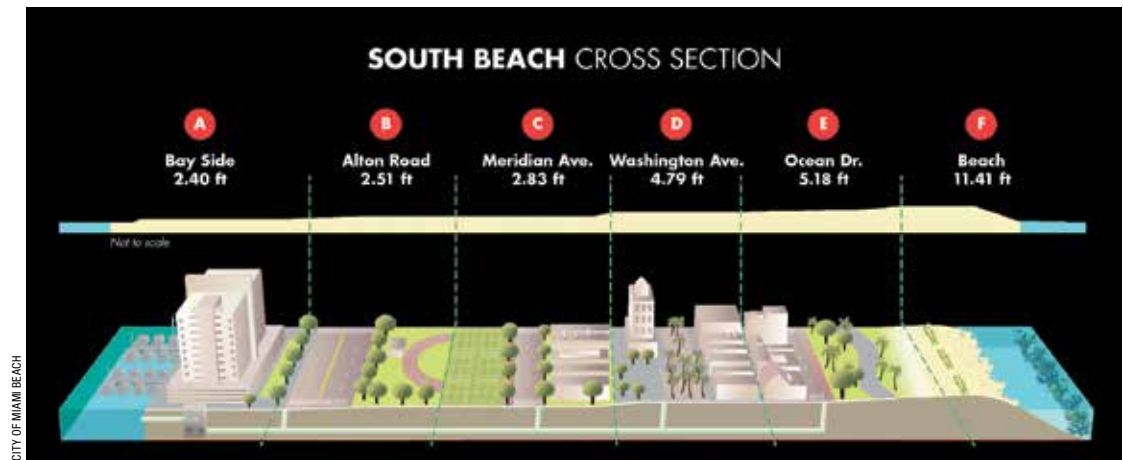 SOUTH BEACH CROSS SECTION
A
Bay Side
2.40 ft
B
Alton Road
2.51 ft
C
Meridian Ave.
2.83 ft
D
Washington Ave.
4.79 ft
E
Ocean Dr.
5.18 ft
F
Beach
11.41 ft
Not to scale
CITY OF MIAMI BEACH